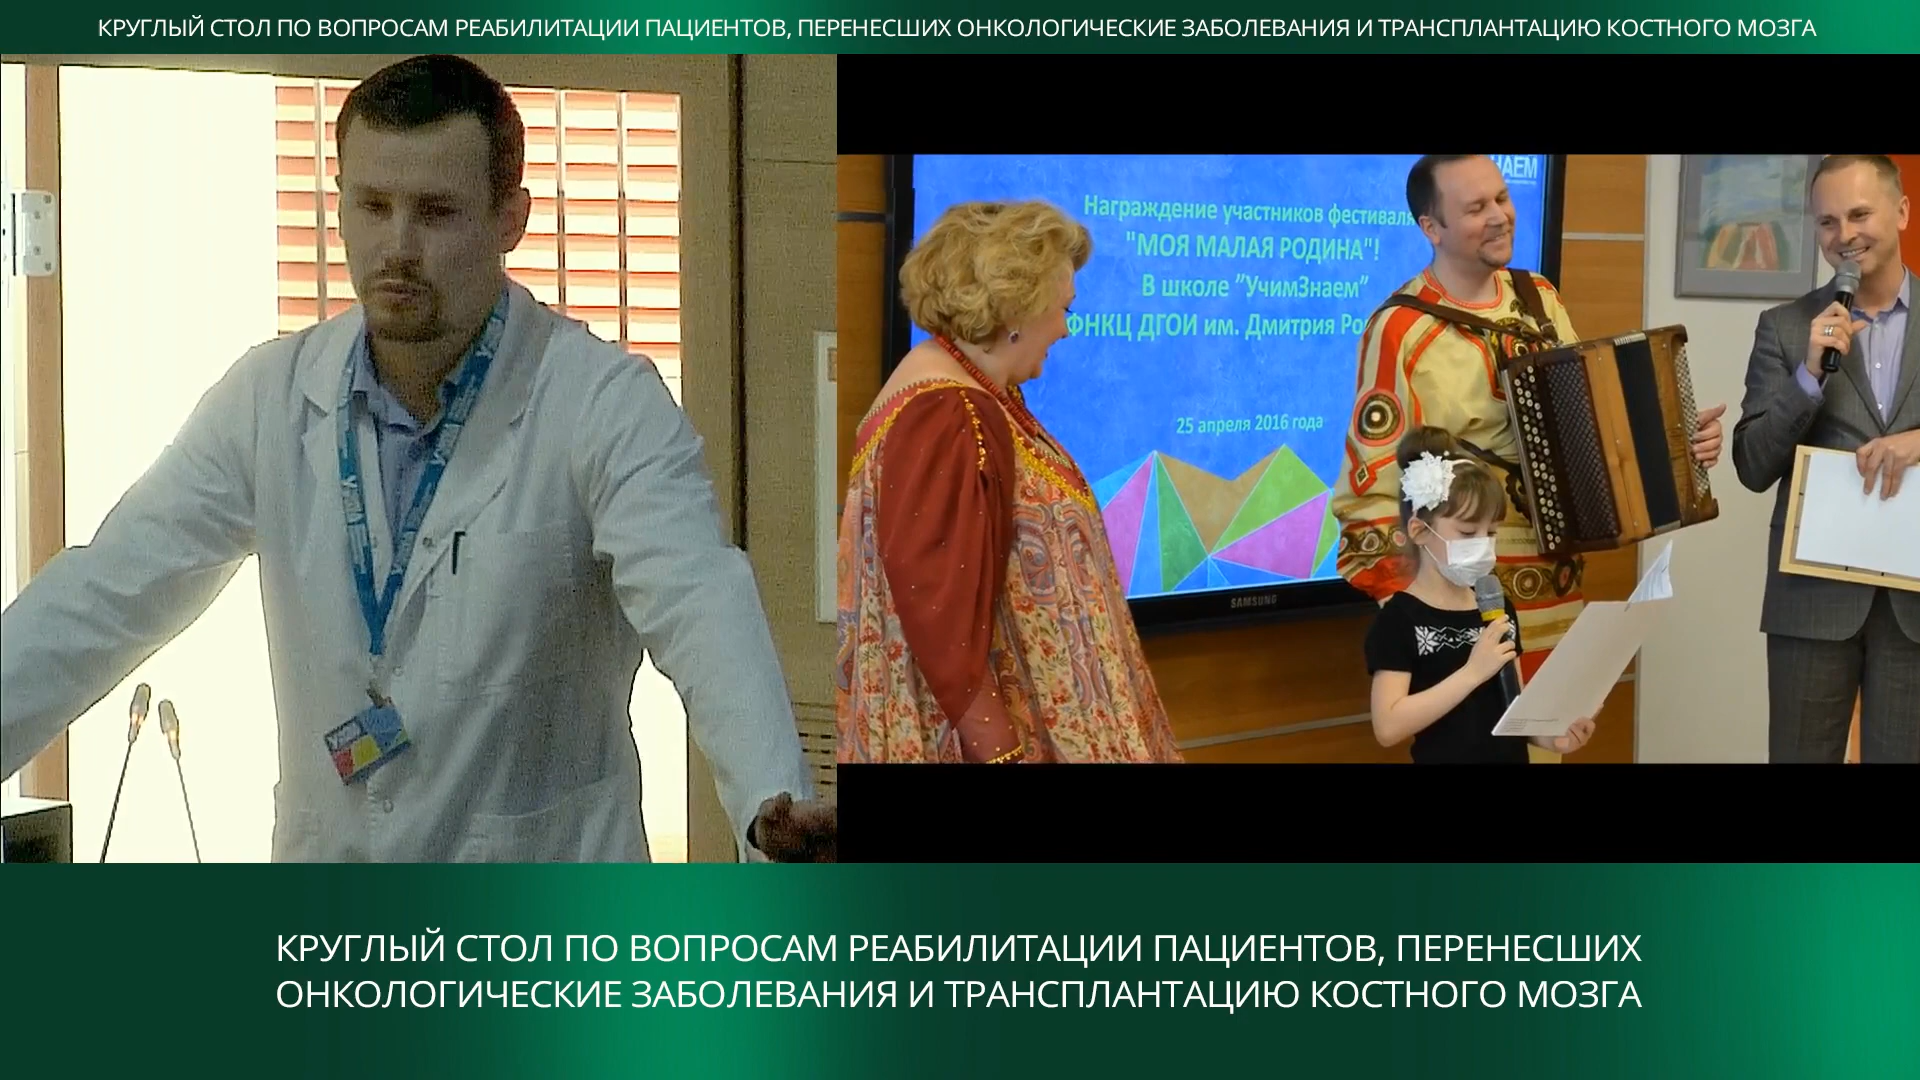 КРУГЛЫЙ СТОЛ ПО ВОПРОСАМ РЕАБИЛИТАЦИИ ПАЦИЕНТОВ, ПЕРЕНЕСШИХ ОНКОЛОГИЧЕСКИЕ ЗАБОЛЕВАНИЯ И ТРАНСПЛАНТАЦИЮ КОСТНОГО МОЗГА
НАЕМ
Награждение участников фестиваля
"МОЯ МАЛАЯ РОДИНА"!
В школе "УчимЗнаем"
ФНКЦ ДГОИ им. Дмитрия Ро
25 апреля 2016 года
SAMSUNG
КРУГЛЫЙ СТОЛ ПО ВОПРОСАМ РЕАБИЛИТАЦИИ ПАЦИЕНТОВ, ПЕРЕНЕСШИХ
ОНКОЛОГИЧЕСКИЕ ЗАБОЛЕВАНИЯ И ТРАНСПЛАНТАЦИЮ КОСТНОГО МОЗГА